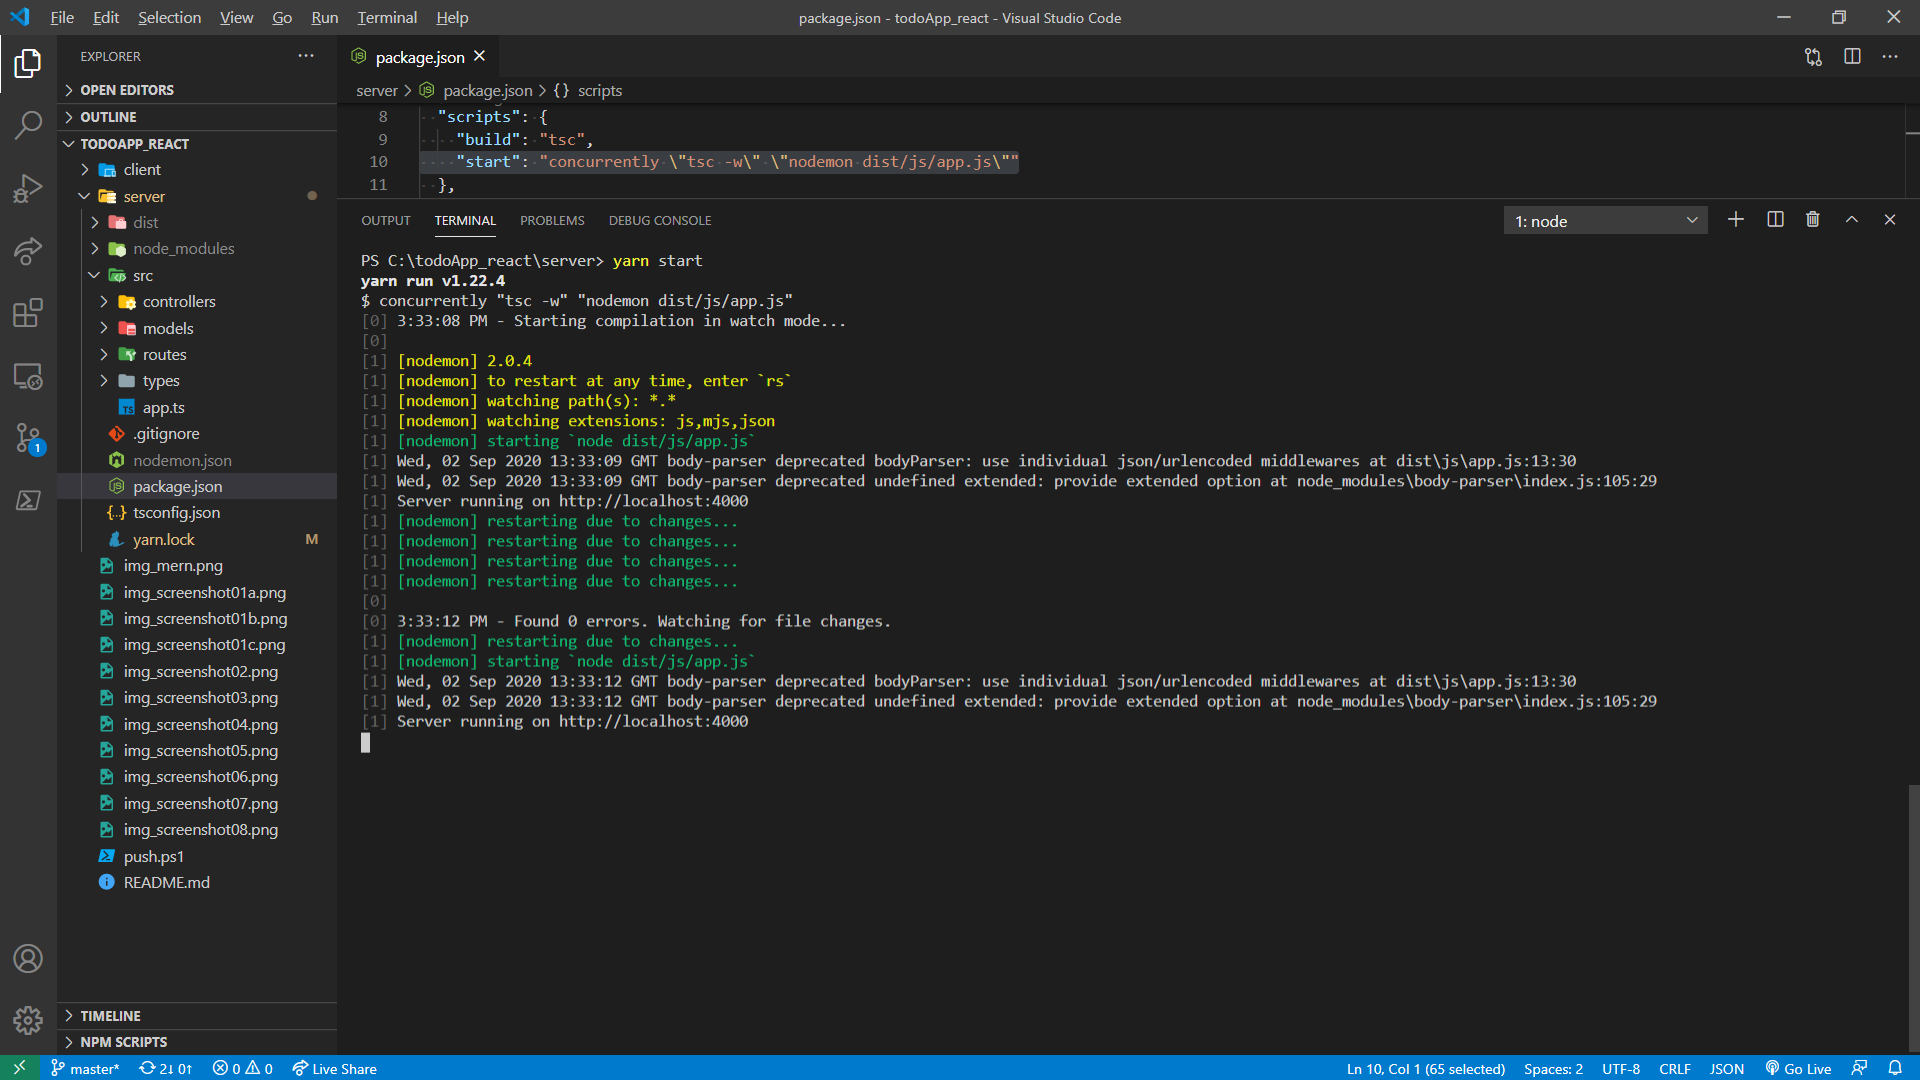 File Edit Selection View Go Run Terminal Help
package.json - todoApp_react - Visual Studio Code
EXPLORER
OPEN EDITORS
OUTLINE
TODOAPP_REACT
client
server
dist
node_modules
src
controllers
models
routes
types
app.ts
.gitignore
nodemon.json
package.json
tsconfig.json
yarn.lock M
img_mern.png
img_screenshot01a.png
img_screenshot01b.png
img_screenshot01c.png
img_screenshot02.png
img_screenshot03.png
img_screenshot04.png
img_screenshot05.png
img_screenshot06.png
img_screenshot07.png
img_screenshot08.png
push.ps1
README.md
TIMELINE
NPM SCRIPTS
1
package.json
server > package.json > {} scripts
8 "scripts": {
9 "build": "tsc",
10 "start": "concurrently \"tsc -w\" \"nodemon dist/js/app.js\""
11 },
OUTPUT TERMINAL PROBLEMS DEBUG CONSOLE
1: node
PS C:\todoApp_react\server> yarn start
yarn run v1.22.4
$ concurrently "tsc -w" "nodemon dist/js/app.js"
[0] 3:33:08 PM - Starting compilation in watch mode...
[0]
[1] [nodemon] 2.0.4
[1] [nodemon] to restart at any time, enter `rs`
[1] [nodemon] watching path(s): *.*
[1] [nodemon] watching extensions: js,mjs,json
[1] [nodemon] starting `node dist/js/app.js`
[1] Wed, 02 Sep 2020 13:33:09 GMT body-parser deprecated bodyParser: use individual json/urlencoded middlewares at dist\js\app.js:13:30
[1] Wed, 02 Sep 2020 13:33:09 GMT body-parser deprecated undefined extended: provide extended option at node_modules\body-parser\index.js:105:29
[1] Server running on http://localhost:4000
[1] [nodemon] restarting due to changes...
[1] [nodemon] restarting due to changes...
[1] [nodemon] restarting due to changes...
[1] [nodemon] restarting due to changes...
[0]
[0] 3:33:12 PM - Found 0 errors. Watching for file changes.
[1] [nodemon] restarting due to changes...
[1] [nodemon] starting `node dist/js/app.js`
[1] Wed, 02 Sep 2020 13:33:12 GMT body-parser deprecated bodyParser: use individual json/urlencoded middlewares at dist\js\app.js:13:30
[1] Wed, 02 Sep 2020 13:33:12 GMT body-parser deprecated undefined extended: provide extended option at node_modules\body-parser\index.js:105:29
[1] Server running on http://localhost:4000
master* 2↓ 0↑ 0 0 Live Share
Ln 10, Col 1 (65 selected) Spaces: 2 UTF-8 CRLF JSON Go Live